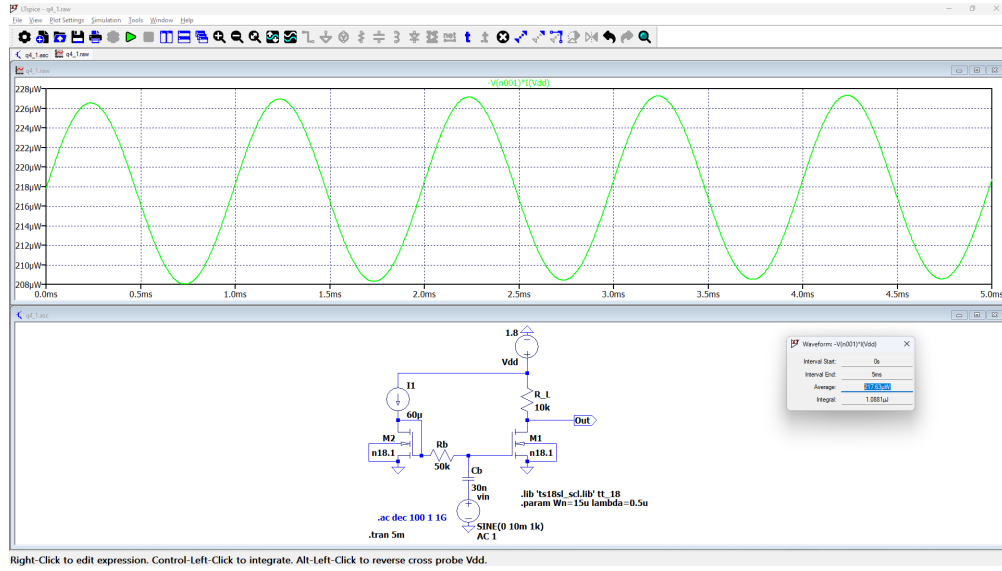 LTspice - q4_1.raw
File View Plot Settings Simulation Tools Window Help
q4_1.asc q4_1.raw
q4_1.raw
-V(n001)*I(Vdd)
228µW
226µW
224µW
222µW
220µW
218µW
216µW
214µW
212µW
210µW
208µW
0.0ms 0.5ms 1.0ms 1.5ms 2.0ms 2.5ms 3.0ms 3.5ms 4.0ms 4.5ms 5.0ms
q4_1.asc
1.8
Vdd
I1
60µ
R_L
10k
Out
M2
n18.1
Rb
50k
M1
n18.1
Cb
30n
vin
.lib 'ts18sl_scl.lib' tt_18
.param Wn=15u lambda=0.5u
.ac dec 100 1 1G
.tran 5m
SINE(0 10m 1k)
AC 1
Waveform: -V(n001)*I(Vdd)
Interval Start: 0s
Interval End: 5ms
Average: 217.63µW
Integral: 1.0881µJ
Right-Click to edit expression. Control-Left-Click to integrate. Alt-Left-Click to reverse cross probe Vdd.